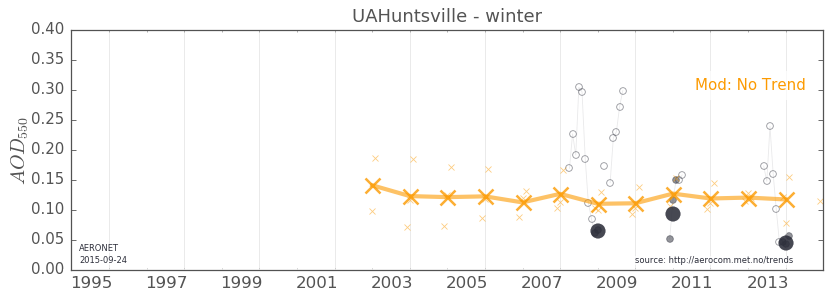 UAHuntsville - winter
0.40
0.35
0.30
0.25
0.20
0.15
0.10
0.05
0.00
AOD550
Mod: No Trend
AERONET
2015-09-24
source: http://aerocom.met.no/trends
1995 1997 1999 2001 2003 2005 2007 2009 2011 2013